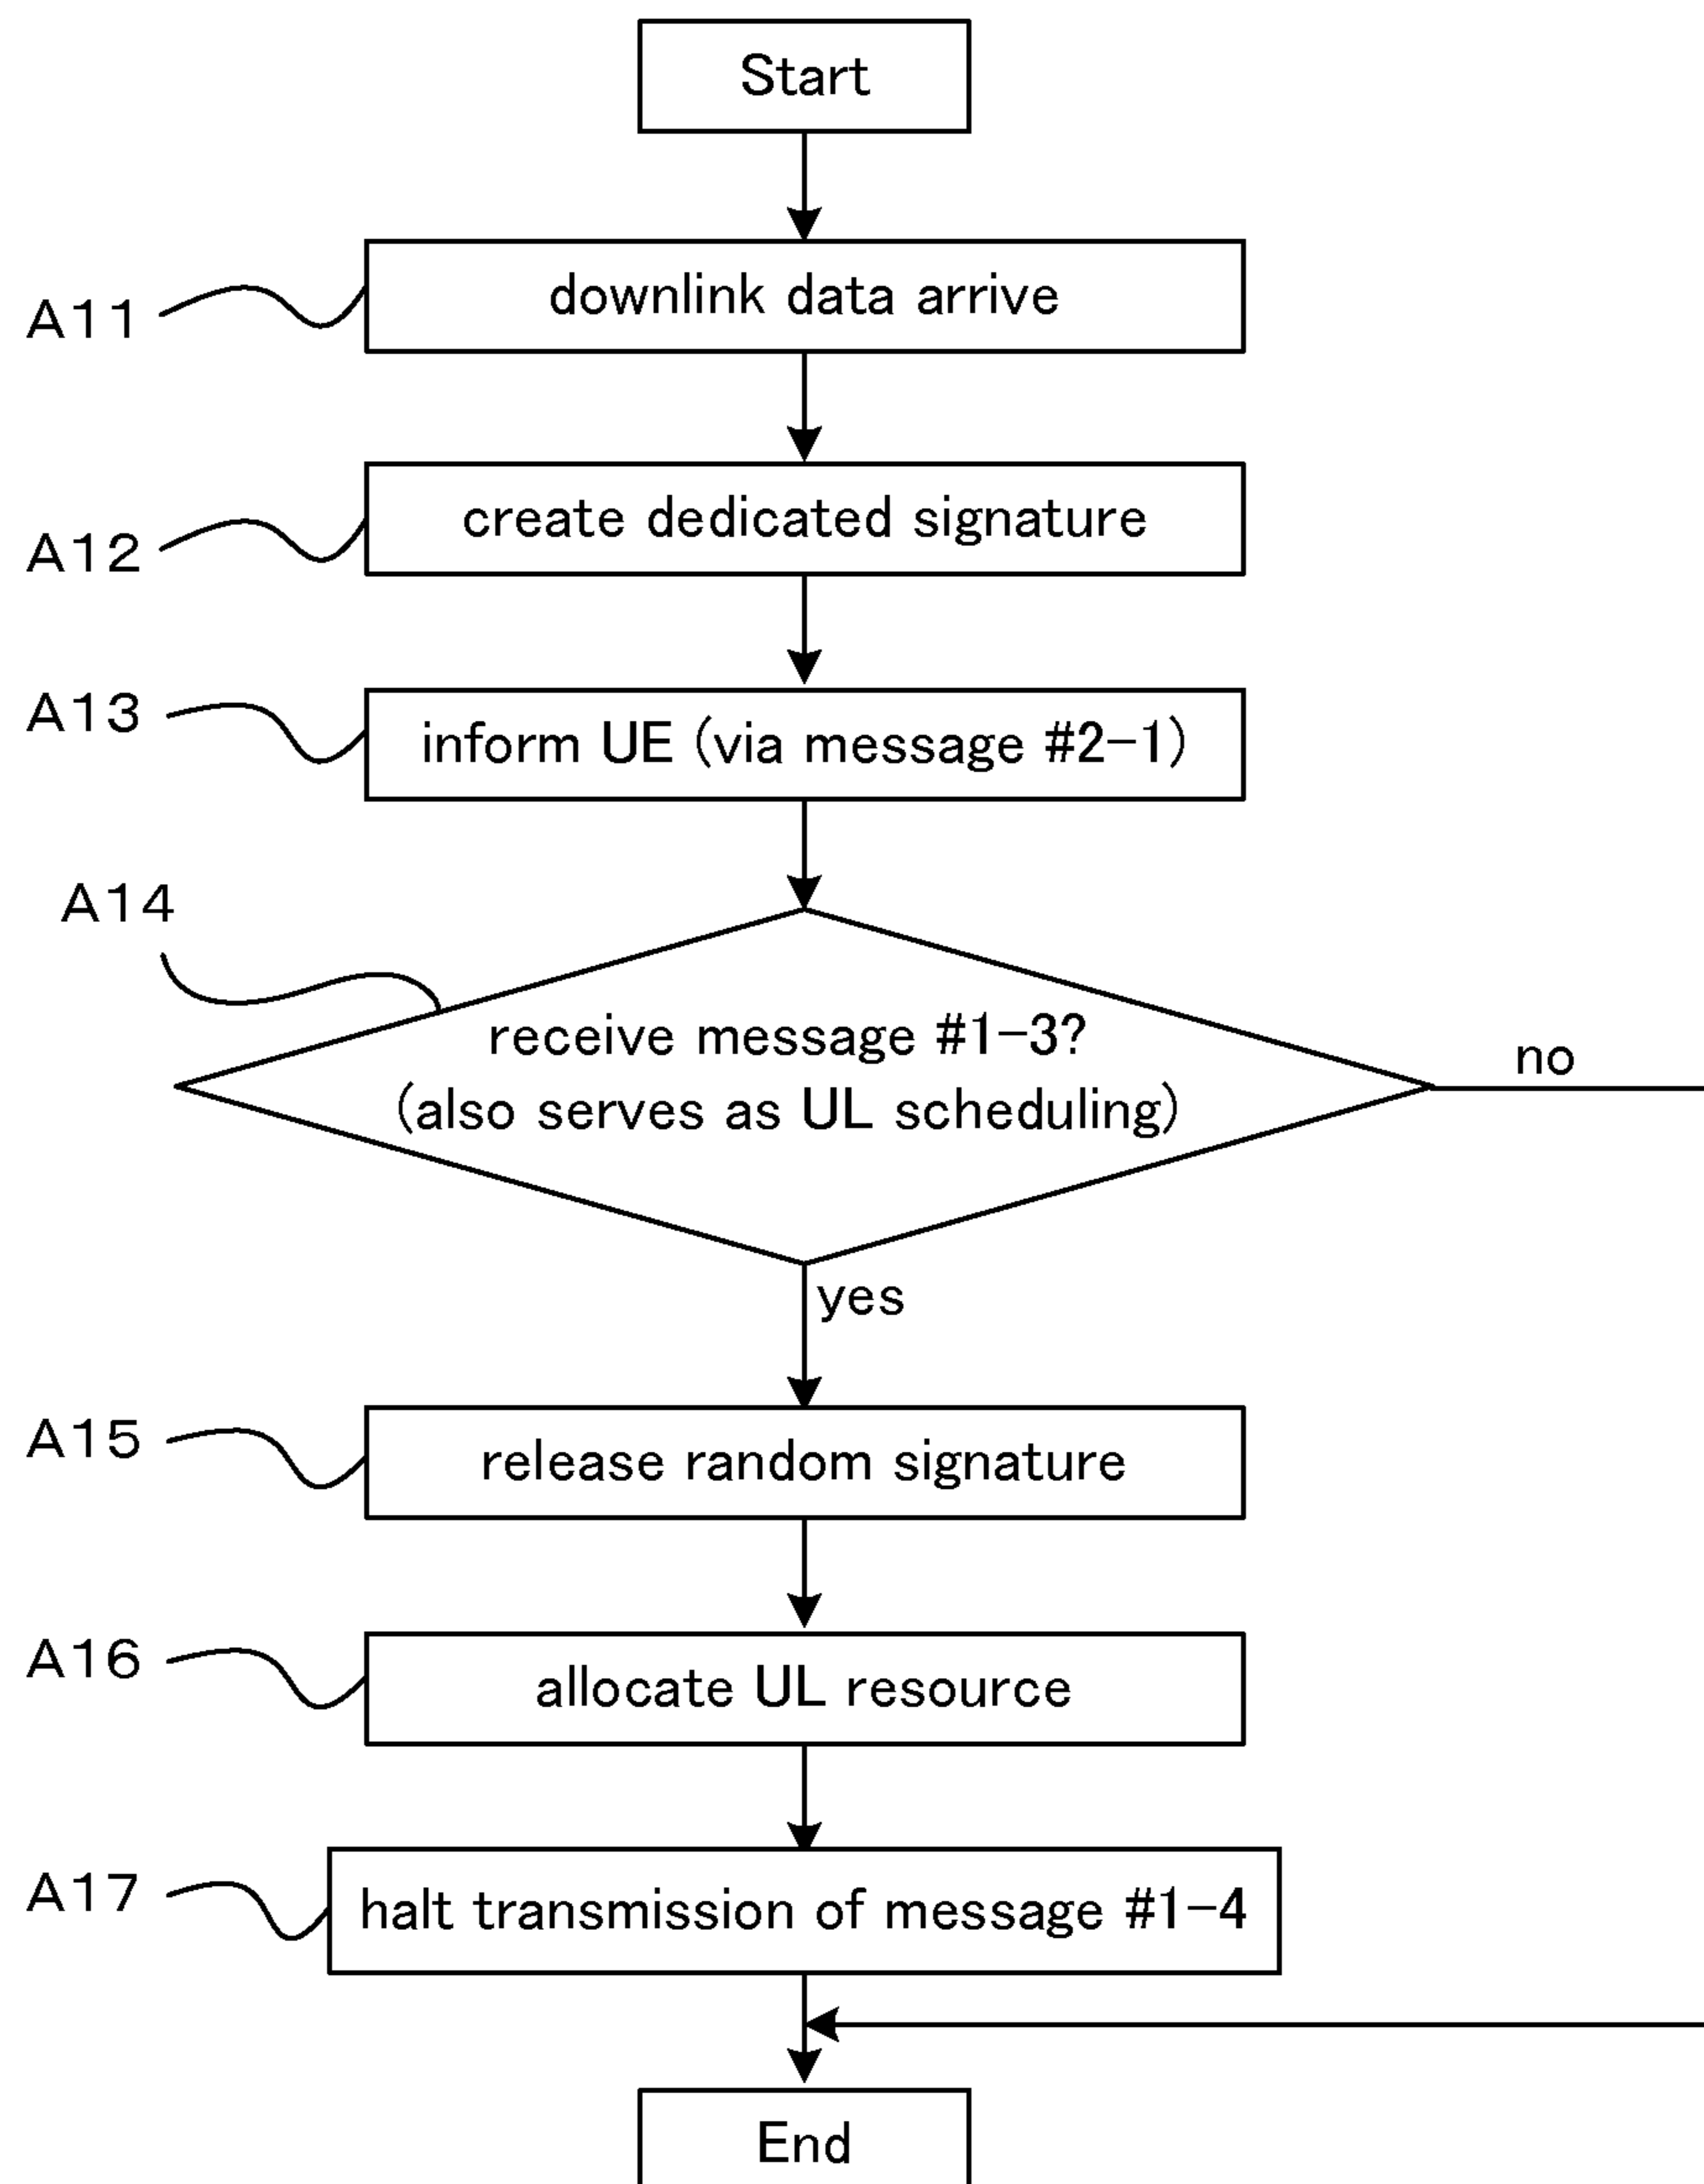 Start
A11
downlink data arrive
A12
create dedicated signature
A13
inform UE (via message #2-1)
A14
receive message #1-3?
(also serves as UL scheduling)
no
yes
A15
release random signature
A16
allocate UL resource
A17
halt transmission of message #1-4
End